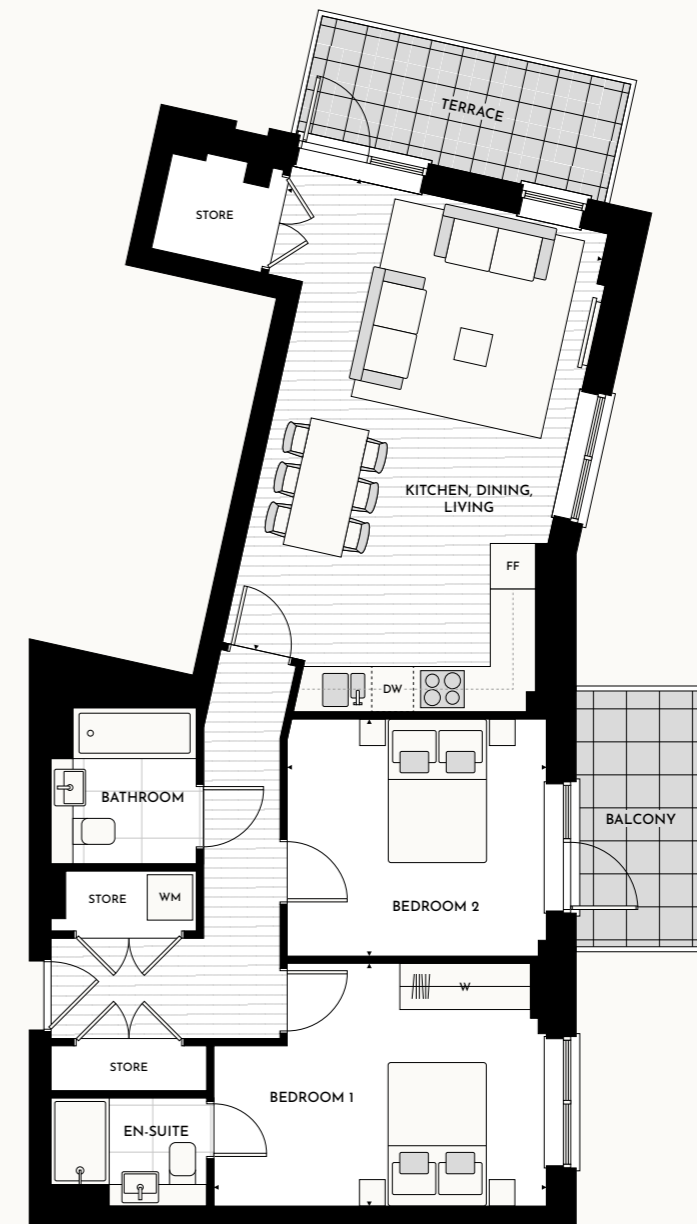 TERRACE
STORE
KITCHEN, DINING,
LIVING
FF
DW
BATHROOM
BALCONY
STORE
WM
BEDROOM 2
W
STORE
BEDROOM 1
EN-SUITE